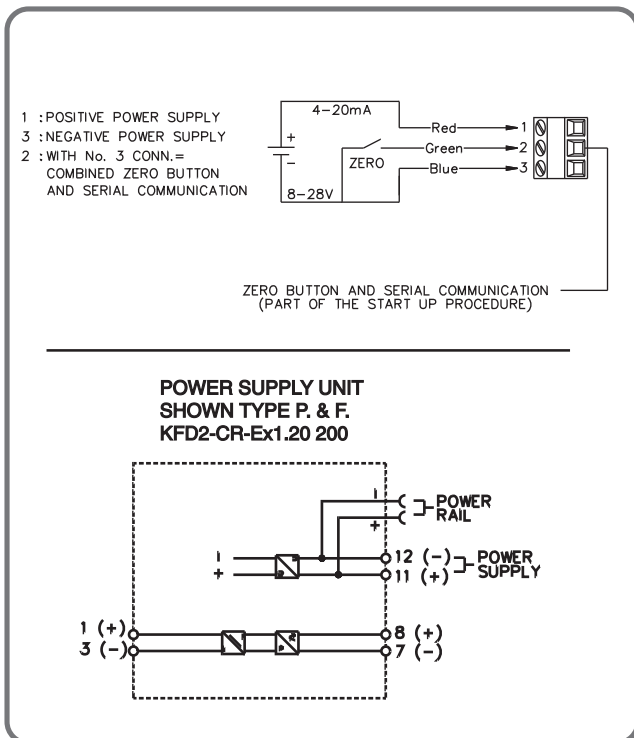 1 :POSITIVE POWER SUPPLY
3 :NEGATIVE POWER SUPPLY
2 :WITH No. 3 CONN.=
COMBINED ZERO BUTTON
AND SERIAL COMMUNICATION
4-20mA
+
-
ZERO
8-28V
Red
1
Green
2
Blue
3
ZERO BUTTON AND SERIAL COMMUNICATION
(PART OF THE START UP PROCEDURE)
POWER SUPPLY UNIT
SHOWN TYPE P. & F.
KFD2-CR-Ex1.20 200
POWER
RAIL
+
+
12 (-)
11 (+)
POWER
SUPPLY
1 (+)
3 (-)
8 (+)
7 (-)